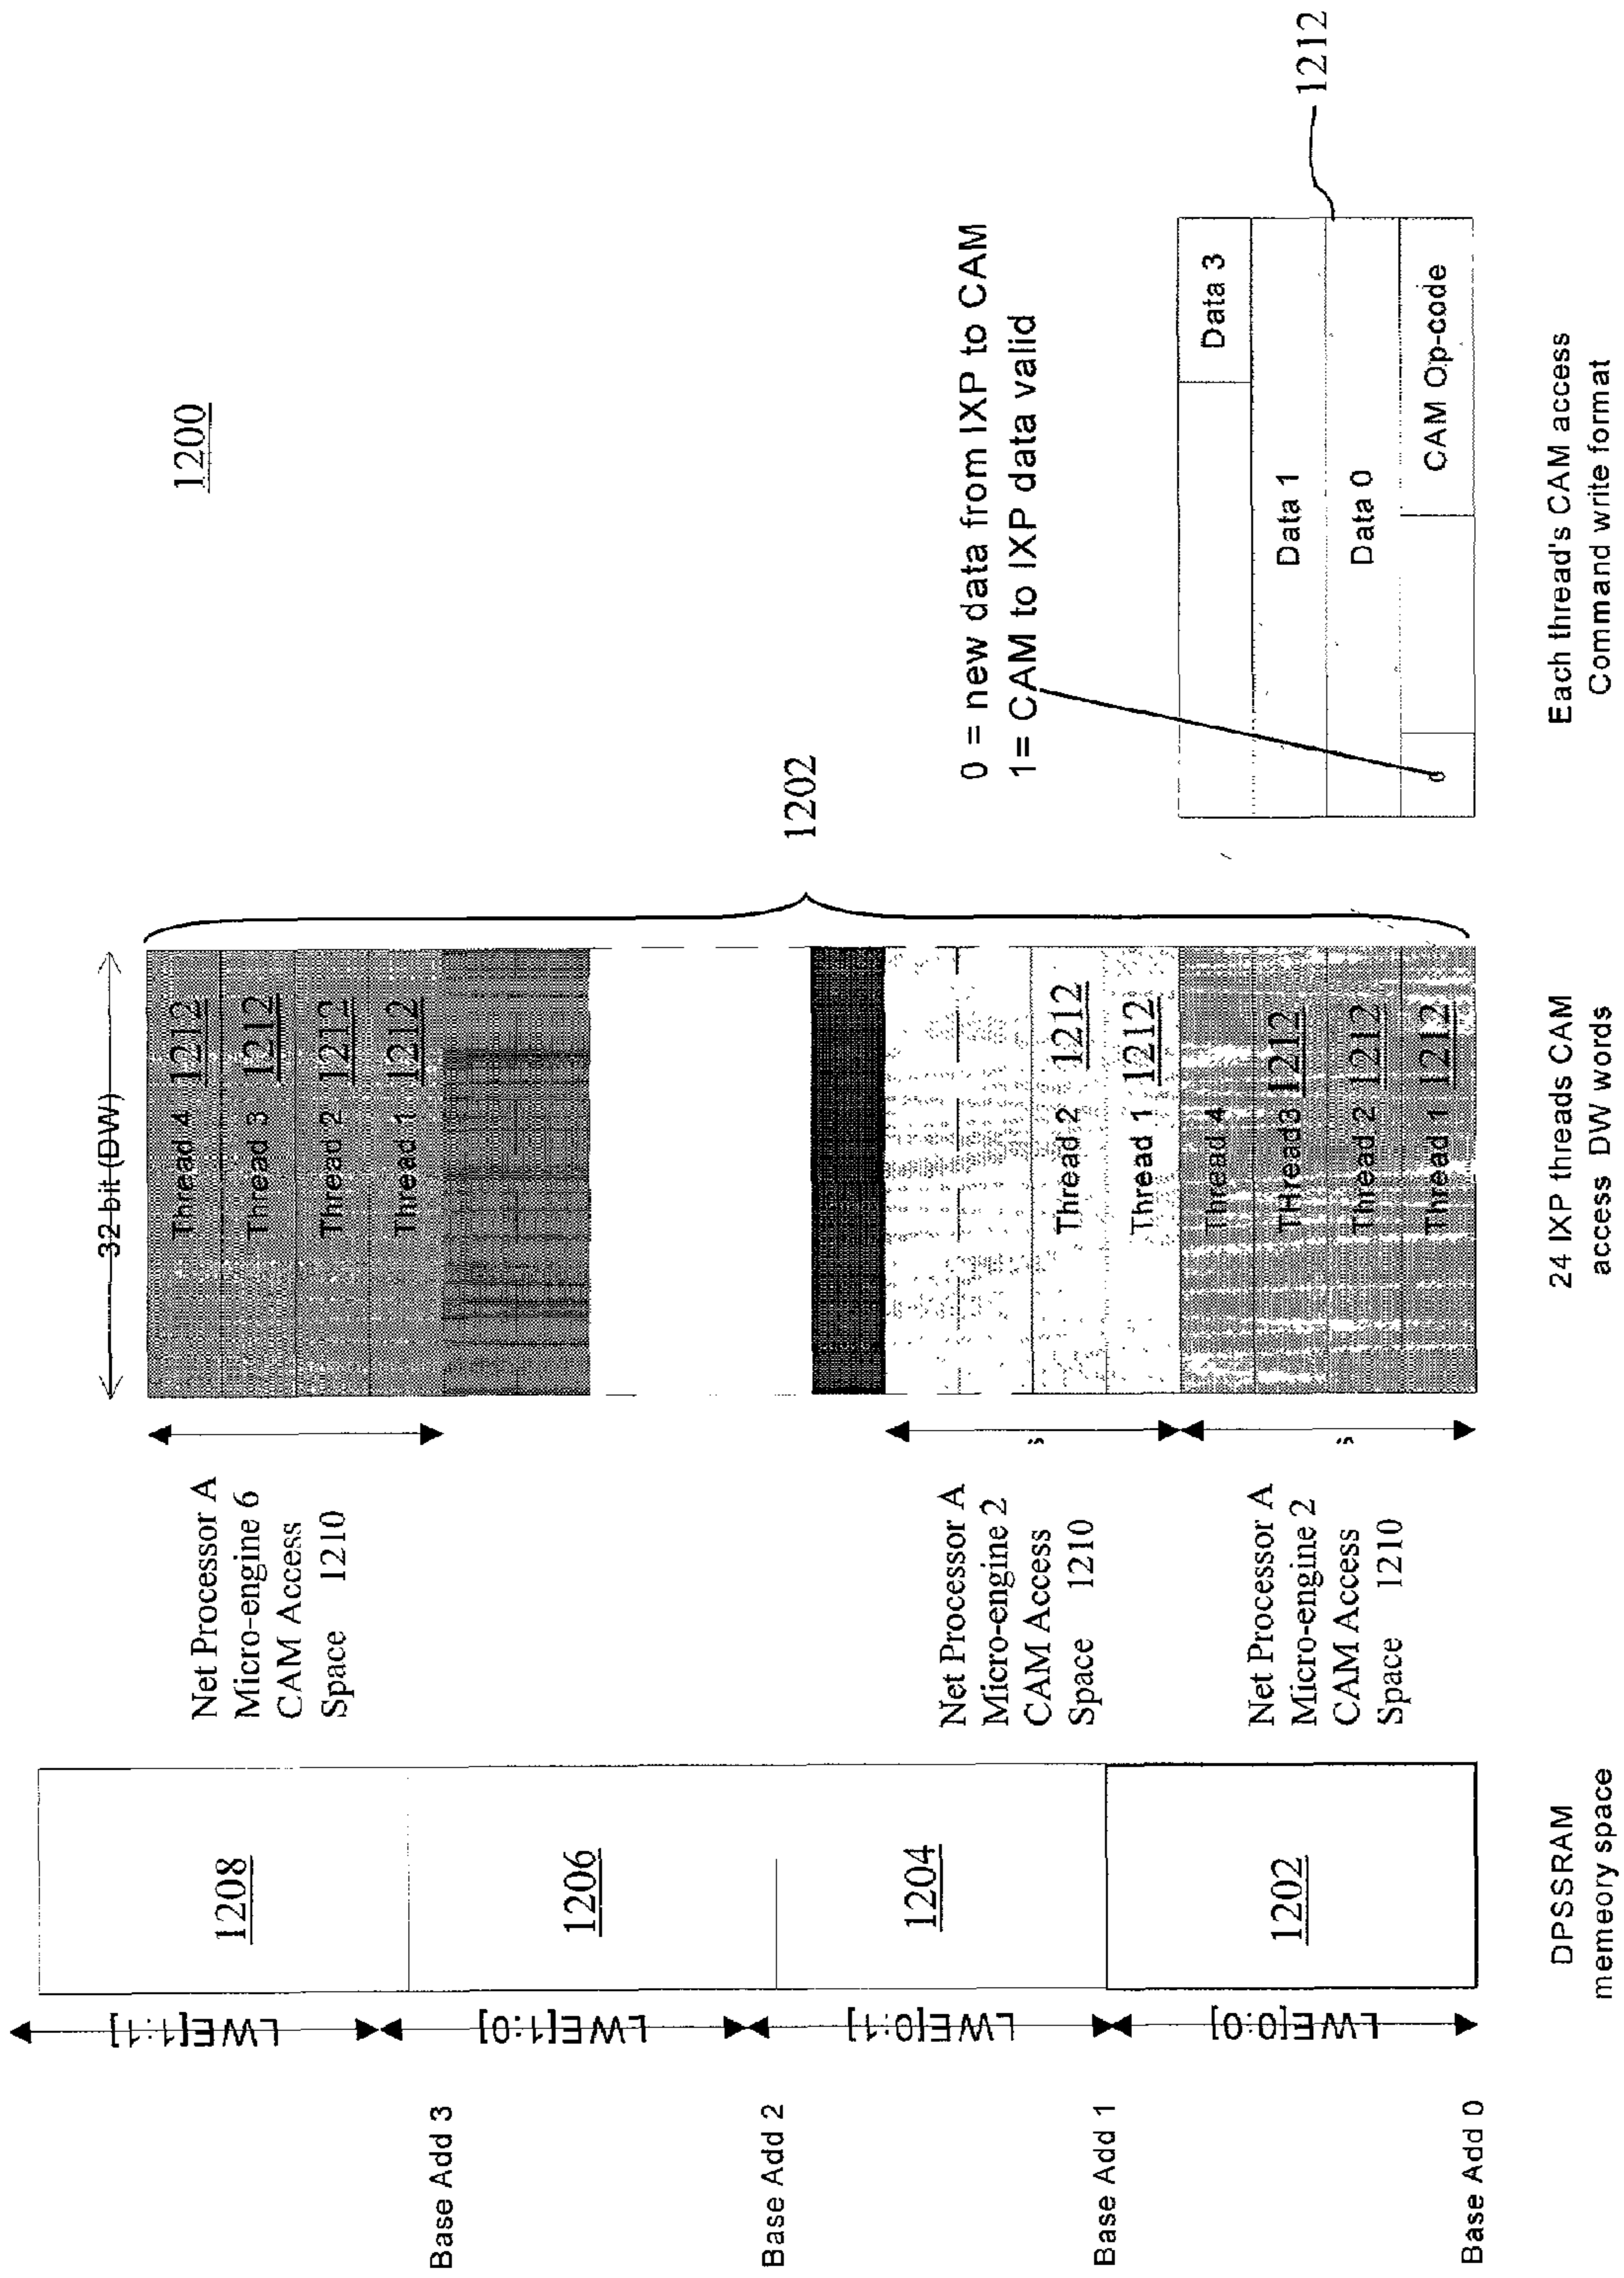 1200
32 bit (DW)
Thread 4 1212
Thread 3 1212
Thread 2 1212
Thread 1 1212
Thread 2 1212
Thread 1 1212
Thread 4
THread3 1212
Thread 2 1212
Thread 1 1212
1202
24 IXP threads CAM
access DW words
Net Processor A
Micro-engine 6
CAM Access
Space 1210
Net Processor A
Micro-engine 2
CAM Access
Space 1210
Net Processor A
Micro-engine 2
CAM Access
Space 1210
s
s
1208
1206
1204
1202
LWE[1:1]
LWE[1:0]
LWE[0:1]
LWE[0:0]
Base Add 3
Base Add 2
Base Add 1
Base Add 0
DPSSRAM
memeory space
0 = new data from IXP to CAM
1= CAM to IXP data valid
Data 3
Data 1
Data 0
CAM Op-code
1212
Each thread's CAM access
Command write format